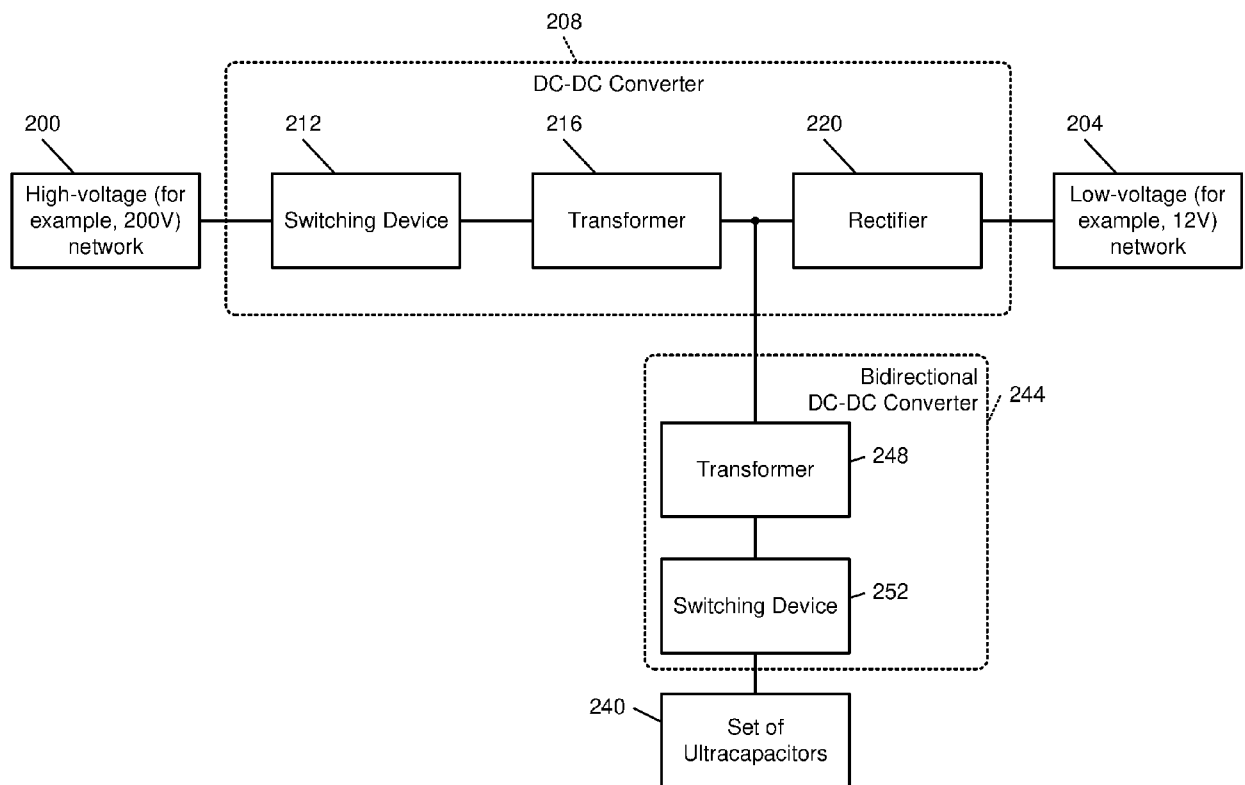 208
DC-DC Converter
200
212
216
220
204
High-voltage (for
example, 200V)
network
Switching Device
Transformer
Rectifier
Low-voltage (for
example, 12V)
network
Bidirectional
DC-DC Converter
244
Transformer
248
Switching Device
252
240
Set of
Ultracapacitors